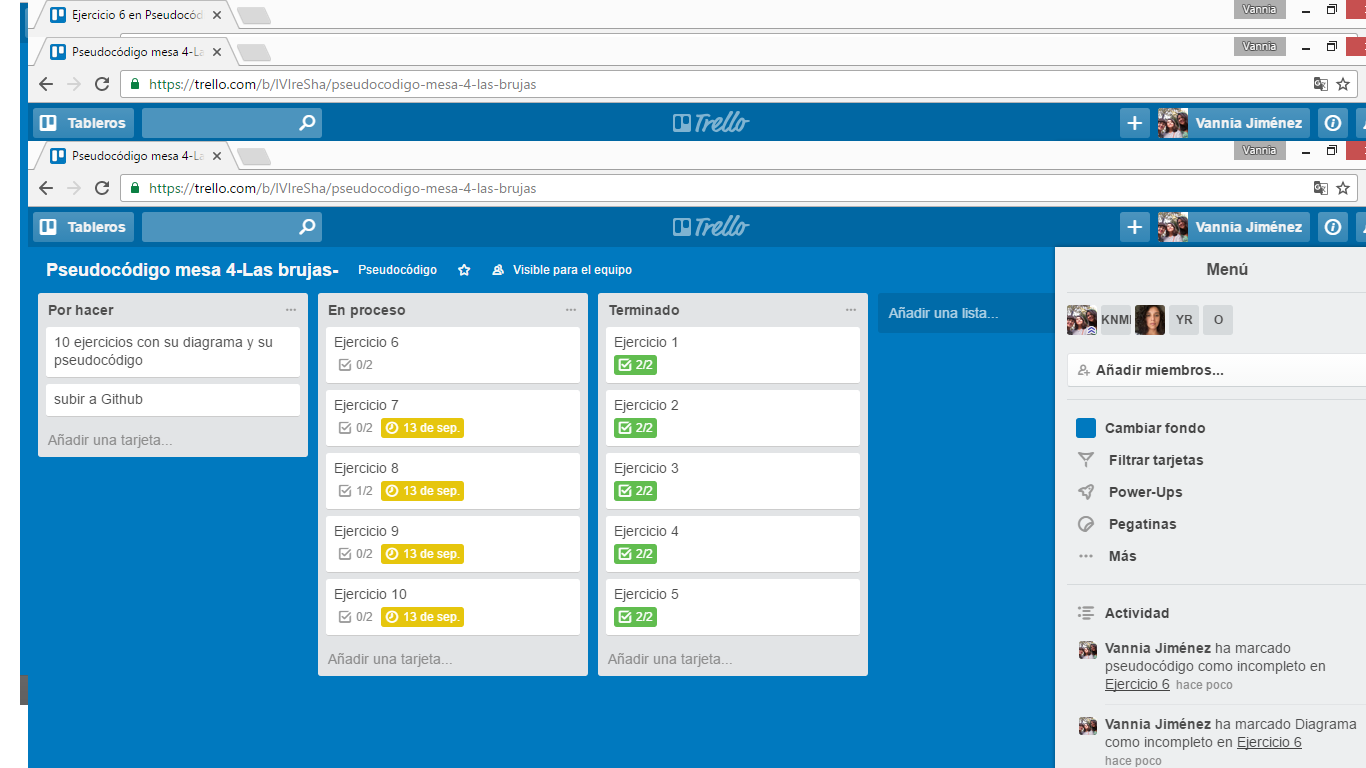 Ejercicio 6 en Pseudocód
Vannia
Pseudocódigo mesa 4-La
Vannia
https://trello.com/b/IVIreSha/pseudocodigo-mesa-4-las-brujas
Tableros
Trello
Vannia Jiménez
Pseudocódigo mesa 4-La
Vannia
https://trello.com/b/IVIreSha/pseudocodigo-mesa-4-las-brujas
Tableros
Trello
Vannia Jiménez
Pseudocódigo mesa 4-Las brujas-
Pseudocódigo
Visible para el equipo
Por hacer
10 ejercicios con su diagrama y su
pseudocódigo
subir a Github
Añadir una tarjeta...
En proceso
Ejercicio 6
0/2
Ejercicio 7
0/2 13 de sep.
Ejercicio 8
1/2 13 de sep.
Ejercicio 9
0/2 13 de sep.
Ejercicio 10
0/2 13 de sep.
Añadir una tarjeta...
Terminado
Ejercicio 1
2/2
Ejercicio 2
2/2
Ejercicio 3
2/2
Ejercicio 4
2/2
Ejercicio 5
2/2
Añadir una tarjeta...
Añadir una lista...
Menú
KNM YR O
Añadir miembros...
Cambiar fondo
Filtrar tarjetas
Power-Ups
Pegatinas
Más
Actividad
Vannia Jiménez ha marcado
pseudocódigo como incompleto en
Ejercicio 6 hace poco
Vannia Jiménez ha marcado Diagrama
como incompleto en Ejercicio 6
hace poco